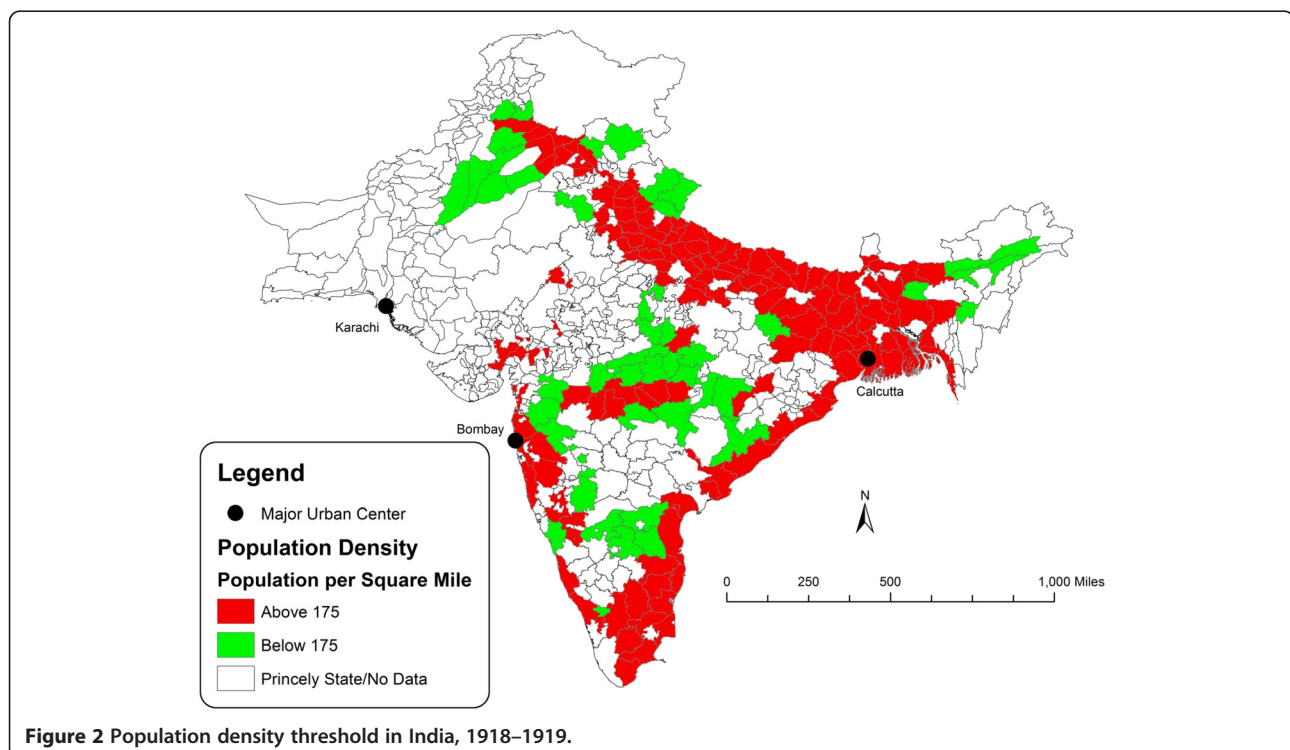 Karachi
Bombay
Calcutta
N
0 250 500 1,000 Miles
Legend
Major Urban Center
Population Density
Population per Square Mile
Above 175
Below 175
Princely State/No Data
Figure 2 Population density threshold in India, 1918–1919.